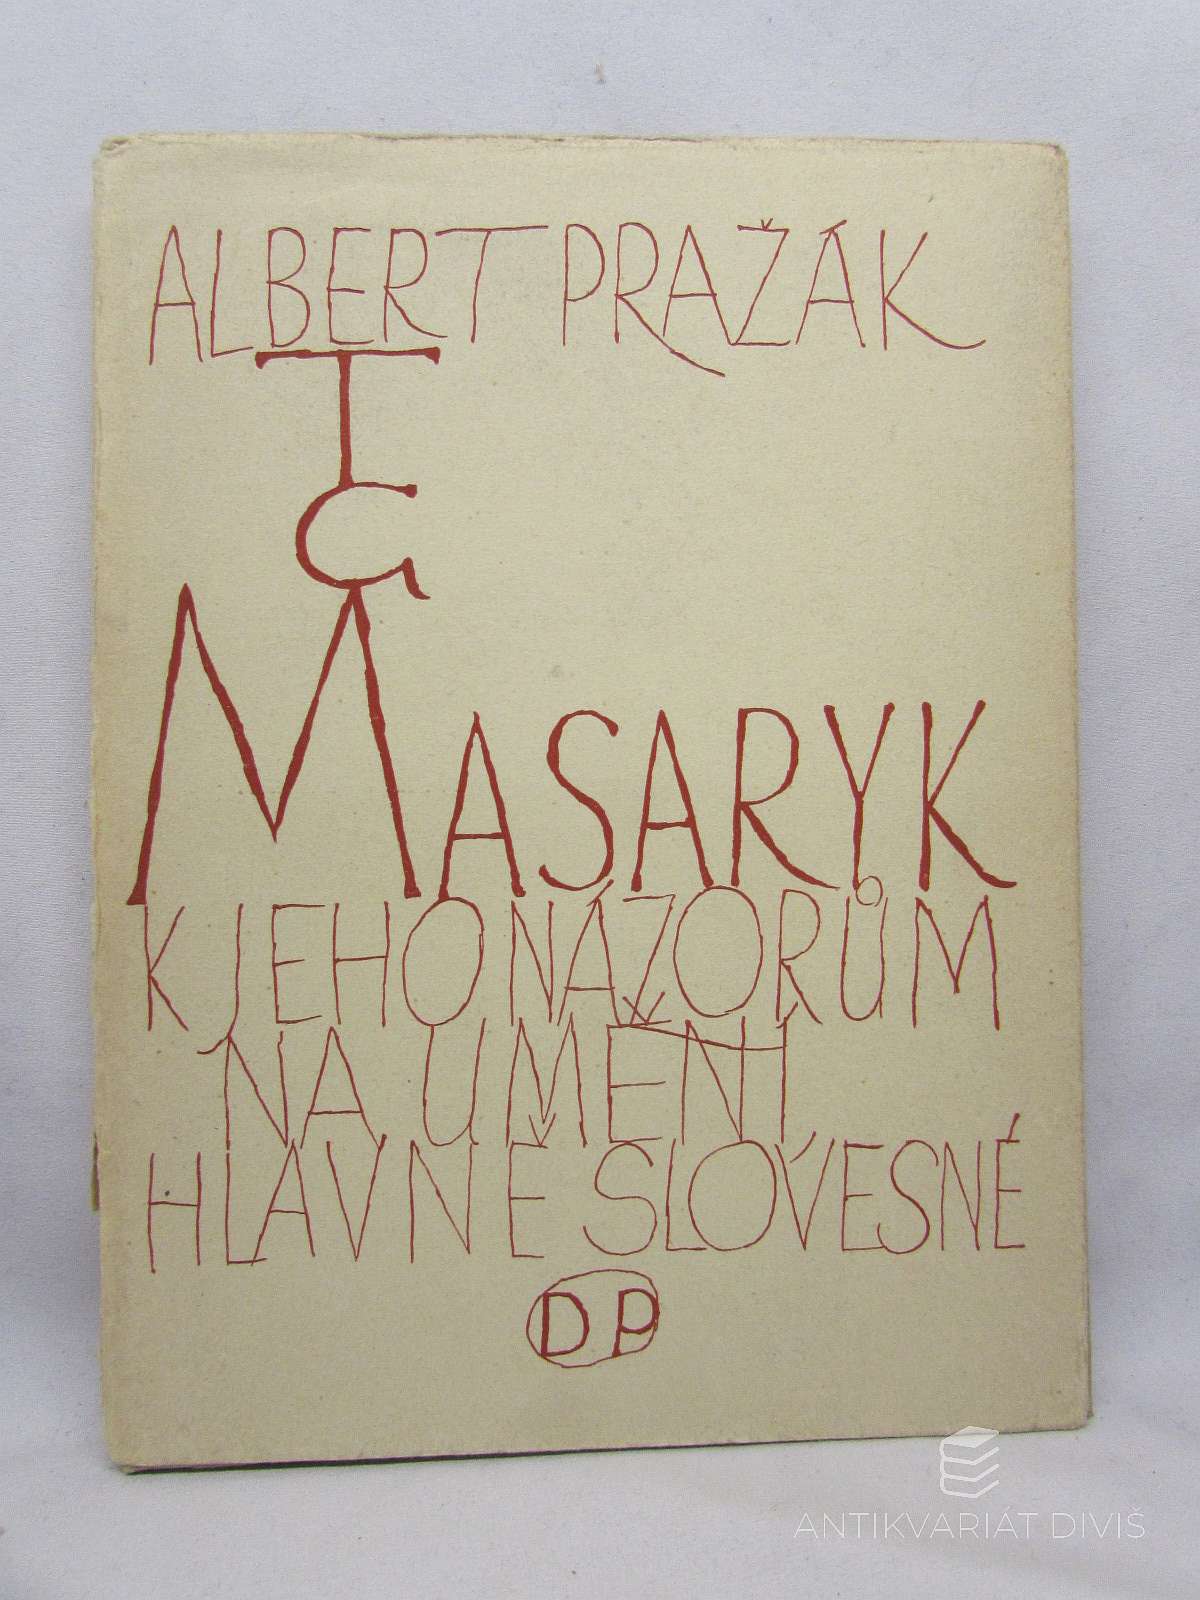 ALBERT PRAŽÁK
T
G
MASARYK
K JEHO NÁZORŮM
NA UMĚNÍ
HLAVNĚ SLOVESNÉ
DP
ANTIKVARIÁT DIVIŠ